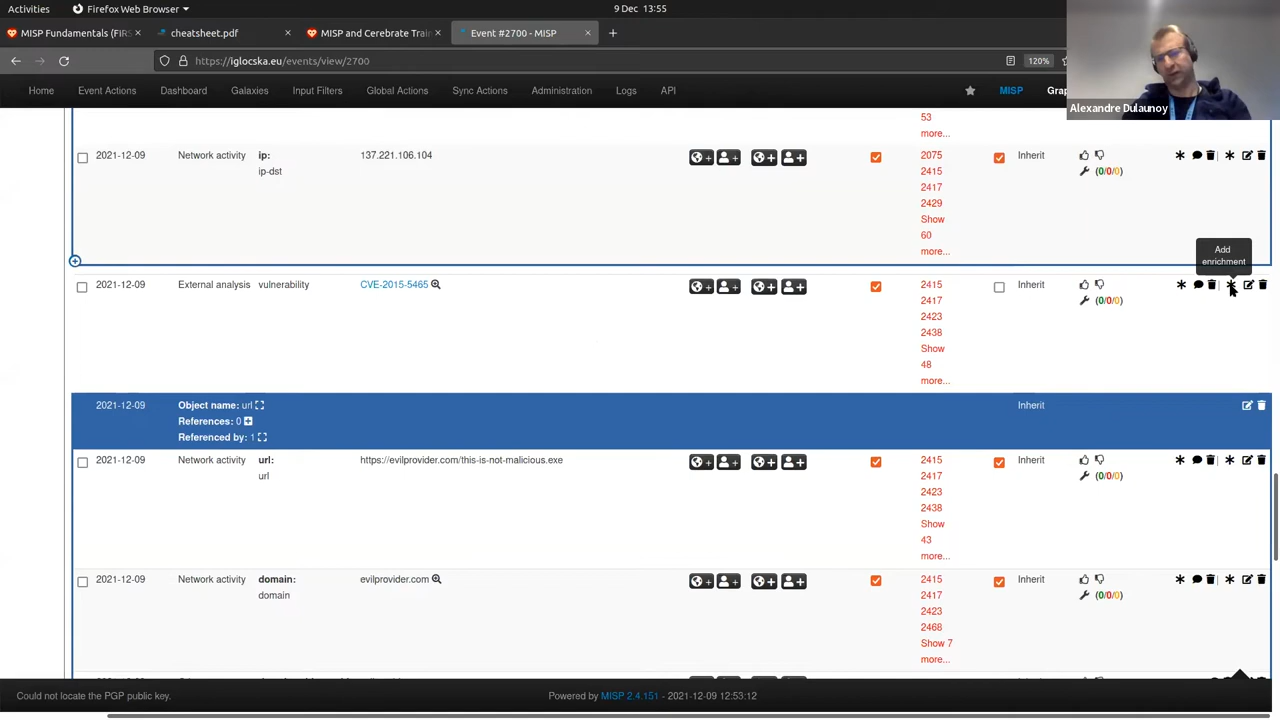 Activities
Firefox Web Browser
9 Dec 13:55
MISP Fundamentals (FIRS
cheatsheet.pdf
MISP and Cerebrate Train
Event #2700 - MISP
https://iglocska.eu/events/view/2700
120%
Home Event Actions Dashboard Galaxies Input Filters Global Actions Sync Actions Administration Logs API
MISP
Alexandre Dulaunoy
53
more...
2021-12-09 Network activity ip: 137.221.106.104 2075 Inherit
ip-dst 2415 (0/0/0)
2417
2429
Show
60
more...
Add
enrichment
2021-12-09 External analysis vulnerability CVE-2015-5465 2415 Inherit
2417 (0/0/0)
2423
2438
Show
48
more...
2021-12-09 Object name: url Inherit
References: 0
Referenced by: 1
2021-12-09 Network activity url: https://evilprovider.com/this-is-not-malicious.exe 2415 Inherit
url 2417 (0/0/0)
2423
2438
Show
43
more...
2021-12-09 Network activity domain: evilprovider.com 2415 Inherit
domain 2417 (0/0/0)
2423
2468
Show 7
more...
Could not locate the PGP public key.
Powered by MISP 2.4.151 - 2021-12-09 12:53:12